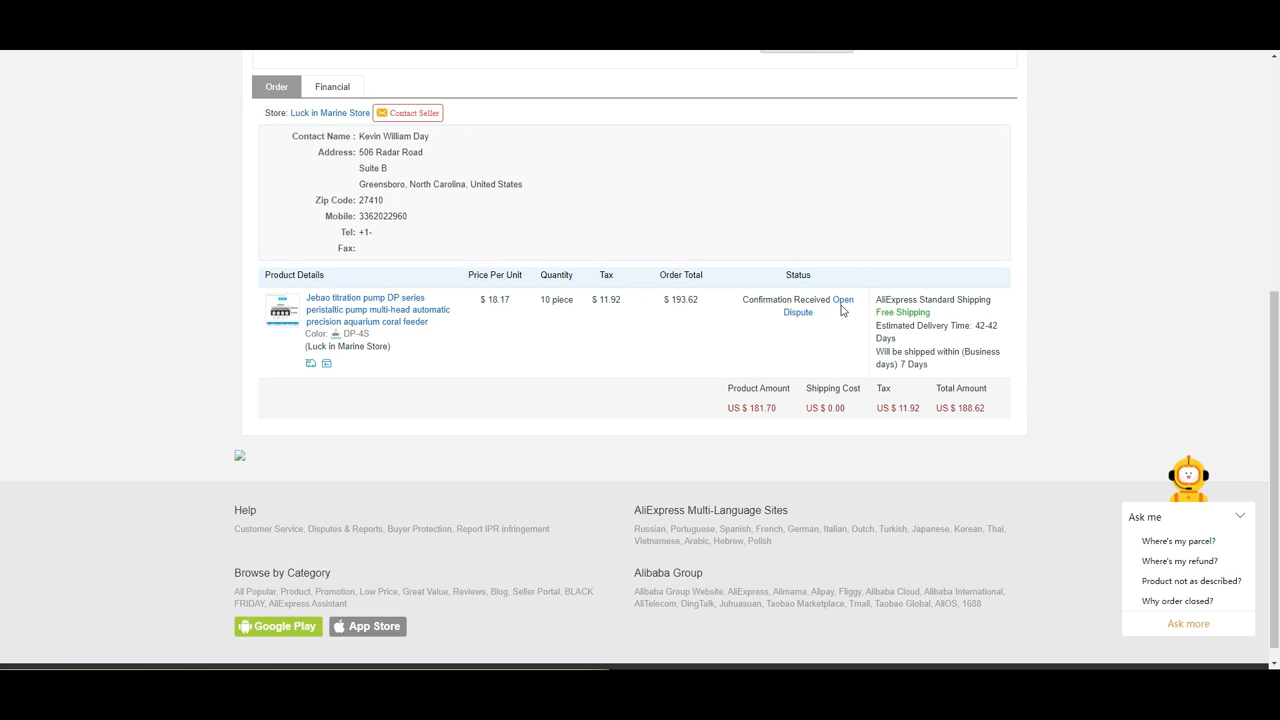 Order Financial
Store: Luck in Marine Store Contact Seller
Contact Name : Kevin William Day
Address: 506 Radar Road
Suite B
Greensboro, North Carolina, United States
Zip Code: 27410
Mobile: 3362022960
Tel: +1-
Fax:
Product Details Price Per Unit Quantity Tax Order Total Status
Jebao titration pump DP series
peristaltic pump multi-head automatic
precision aquarium coral feeder
Color: DP-4S
(Luck in Marine Store)
$ 18.17 10 piece $ 11.92 $ 193.62
Confirmation Received Open
Dispute
AliExpress Standard Shipping
Free Shipping
Estimated Delivery Time: 42-42
Days
Will be shipped within (Business
days) 7 Days
Product Amount Shipping Cost Tax Total Amount
US $ 181.70 US $ 0.00 US $ 11.92 US $ 188.62
Help
Customer Service, Disputes & Reports, Buyer Protection, Report IPR infringement
AliExpress Multi-Language Sites
Russian, Portuguese, Spanish, French, German, Italian, Dutch, Turkish, Japanese, Korean, Thai,
Vietnamese, Arabic, Hebrew, Polish
Browse by Category
All Popular, Product, Promotion, Low Price, Great Value, Reviews, Blog, Seller Portal, BLACK
FRIDAY, AliExpress Assistant
Google Play App Store
Alibaba Group
Alibaba Group Website, AliExpress, Alimama, Alipay, Fliggy, Alibaba Cloud, Alibaba International,
AliTelecom, DingTalk, Juhuasuan, Taobao Marketplace, Tmall, Taobao Global, AliOS, 1688
Ask me
Where's my parcel?
Where's my refund?
Product not as described?
Why order closed?
Ask more